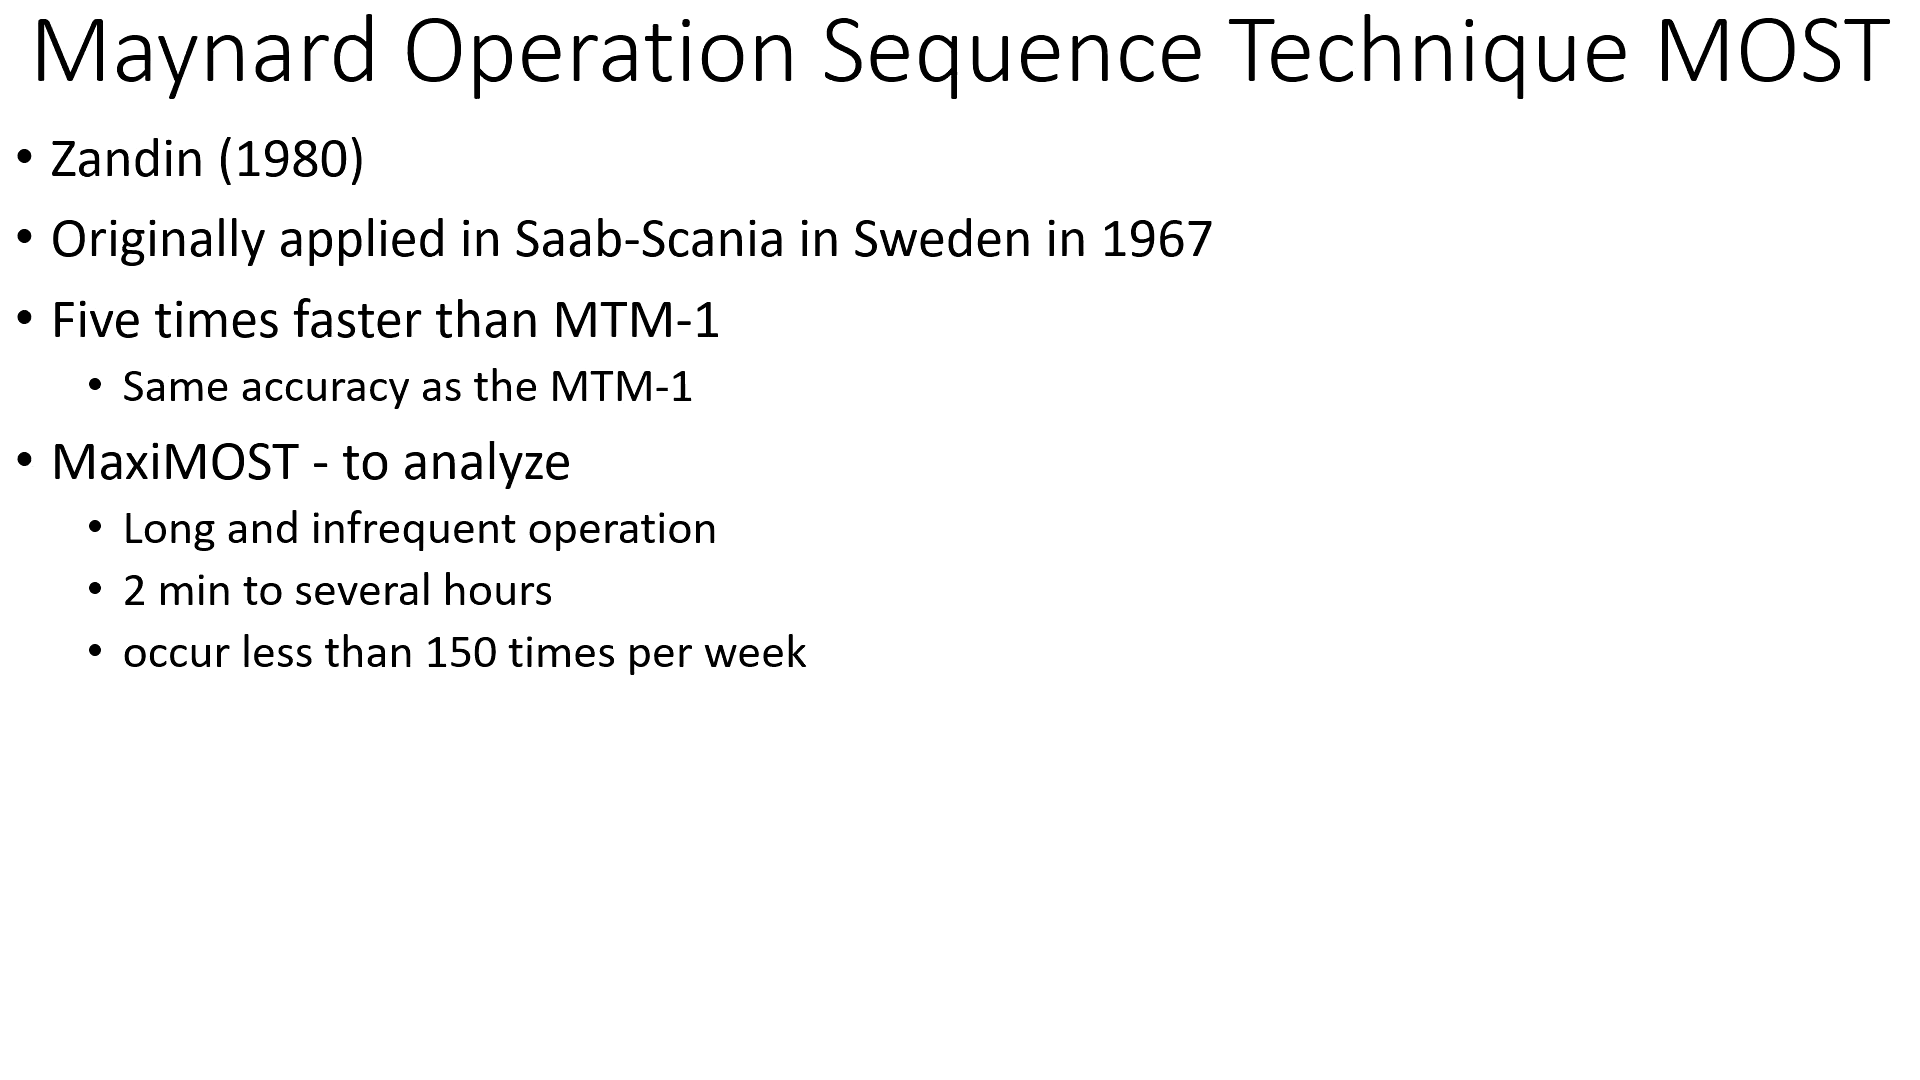 Maynard Operation Sequence Technique MOST
• Zandin (1980)
• Originally applied in Saab-Scania in Sweden in 1967
• Five times faster than MTM-1
• Same accuracy as the MTM-1
• MaxiMOST - to analyze
• Long and infrequent operation
• 2 min to several hours
• occur less than 150 times per week